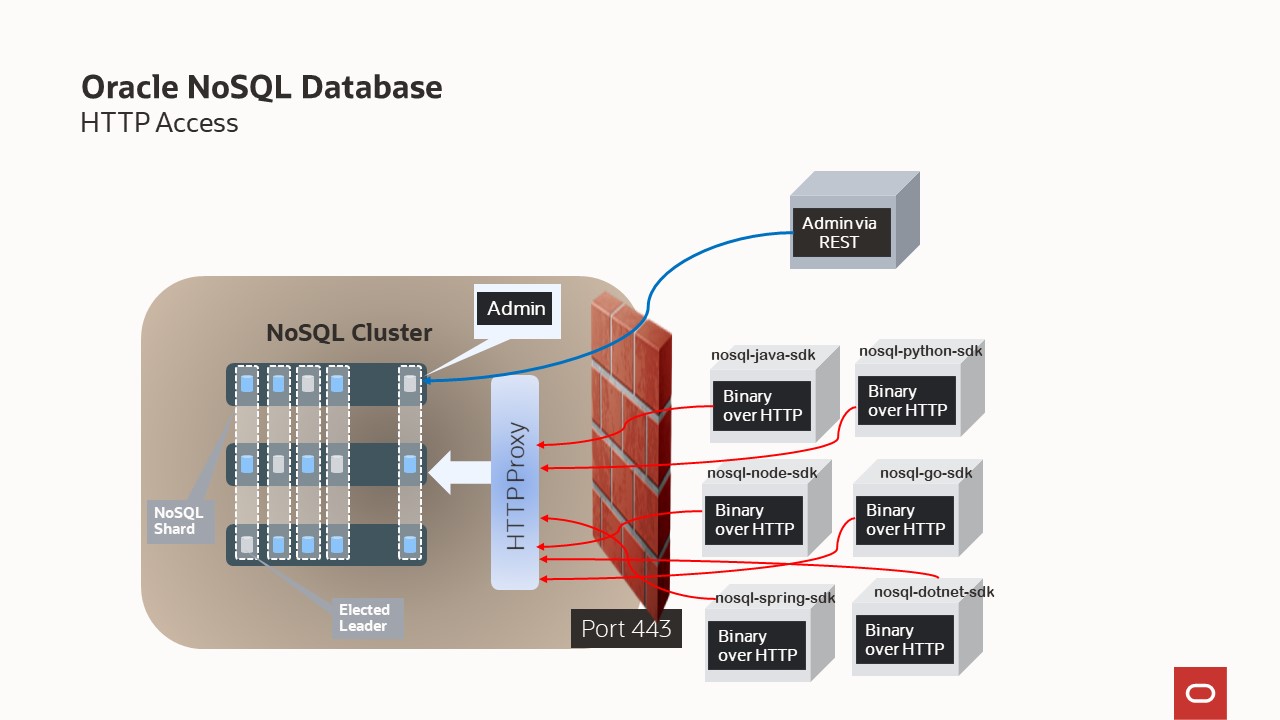 Oracle NoSQL Database
HTTP Access
Admin via
REST
Admin
NoSQL Cluster
nosql-java-sdk
Binary
over HTTP
nosql-python-sdk
Binary
over HTTP
HTTP Proxy
nosql-node-sdk
Binary
over HTTP
nosql-go-sdk
Binary
over HTTP
NoSQL
Shard
Elected
Leader
Port 443
nosql-spring-sdk
Binary
over HTTP
nosql-dotnet-sdk
Binary
over HTTP